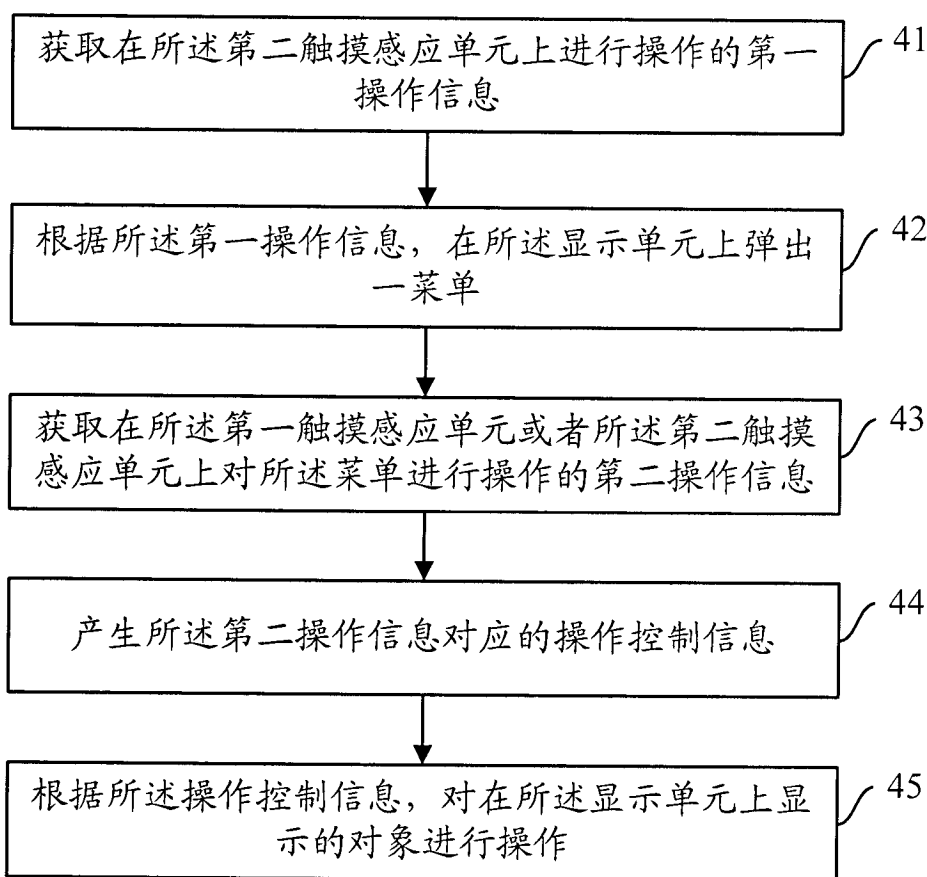 获取在所述第二触摸感应单元上进行操作的第一
操作信息
41
根据所述第一操作信息，在所述显示单元上弹出
一菜单
42
获取在所述第一触摸感应单元或者所述第二触摸
感应单元上对所述菜单进行操作的第二操作信息
43
产生所述第二操作信息对应的操作控制信息
44
根据所述操作控制信息，对在所述显示单元上显
示的对象进行操作
45